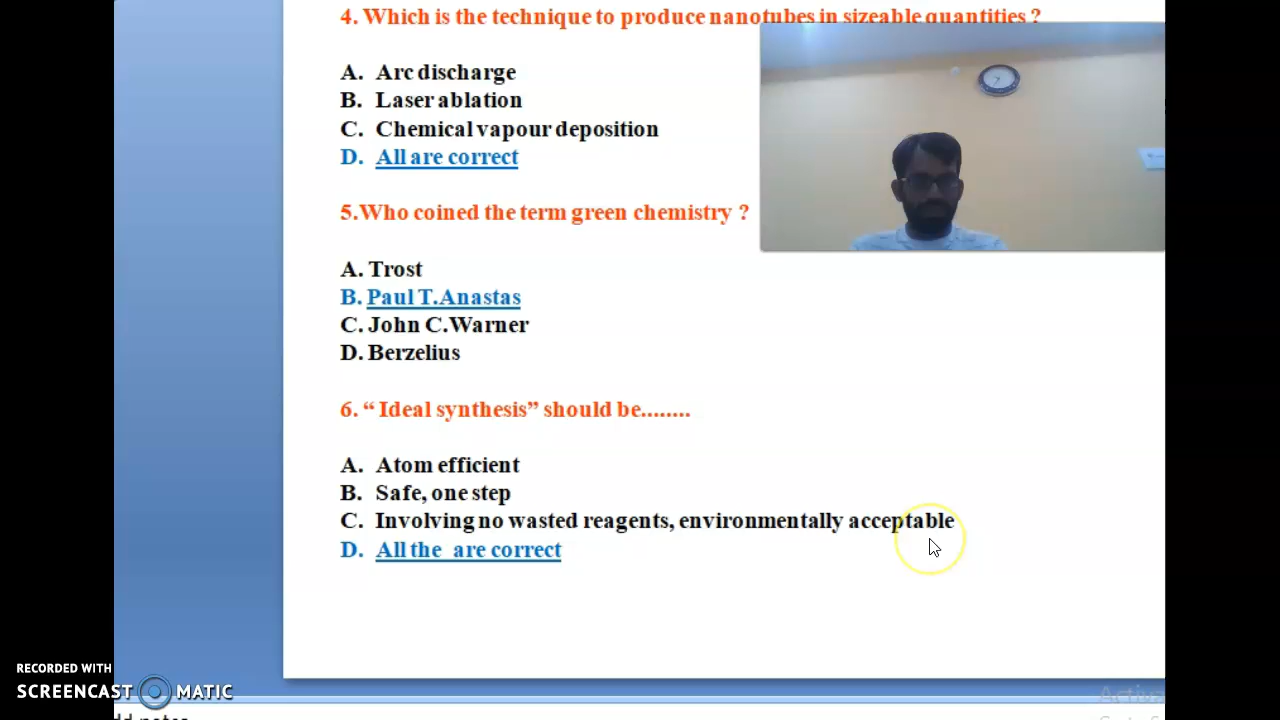 4. Which is the technique to produce nanotubes in sizeable quantities ?
A. Arc discharge
B. Laser ablation
C. Chemical vapour deposition
D. All are correct
5.Who coined the term green chemistry ?
A. Trost
B. Paul T.Anastas
C. John C.Warner
D. Berzelius
6. “ Ideal synthesis” should be........
A. Atom efficient
B. Safe, one step
C. Involving no wasted reagents, environmentally acceptable
D. All the are correct
RECORDED WITH
SCREENCAST MATIC
notes